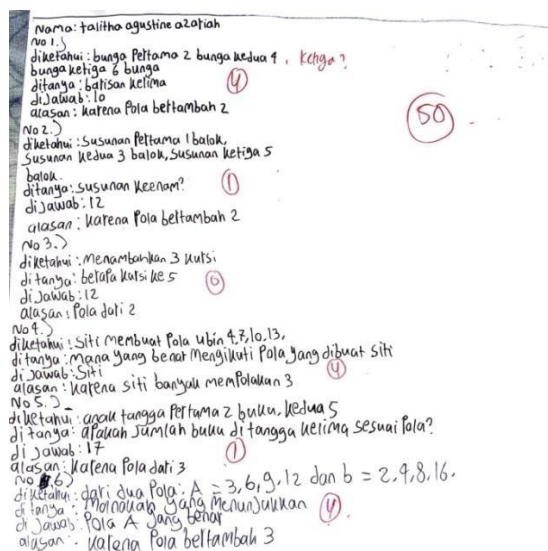 Nama: talitha agustine azariah
No 1.)
diketahui: bunga Pertama 2 bunga kedua 4, ketiga?
bunga ketiga 6 bunga
4
ditanya: batisan kelima
dijawab: 10
50
alasan: karena Pola bertambah 2
No 2.)
diketahui: Susunan Pertama 1 balok,
Susunan kedua 3 balok, Susunan ketiga 5
balok.
ditanya: Susunan keenam?
1
dijawab: 12
alasan: karena Pola bertambah 2
No 3.)
diketahui: Menambahkan 3 kursi
ditanya: berapa kursi ke 5
0
dijawab: 12
alasan: Pola dari 2
No 4.)
diketahui: Siti Membuat Pola ubin 4,7,10,13,
ditanya: Mana yang benar Mengikuti Pola yang dibuat siti
dijawab: Siti
4
alasan: karena siti banyak memPolakan 3
No 5.)
diketahui: anak tangga Pertama 2 buku, kedua 5
ditanya: apakah Jumlah buku di tangga kelima sesuai Pola?
dijawab: 17
1
alasan: Karena Pola dari 3
No 6)
diketahui: dari dua Pola: A = 3, 6, 9, 12 dan b = 2, 4, 8, 16.
ditanya: yang Menunjukkan
4
dijawab: Pola A yang benar
alasan: karena Pola bertambah 3